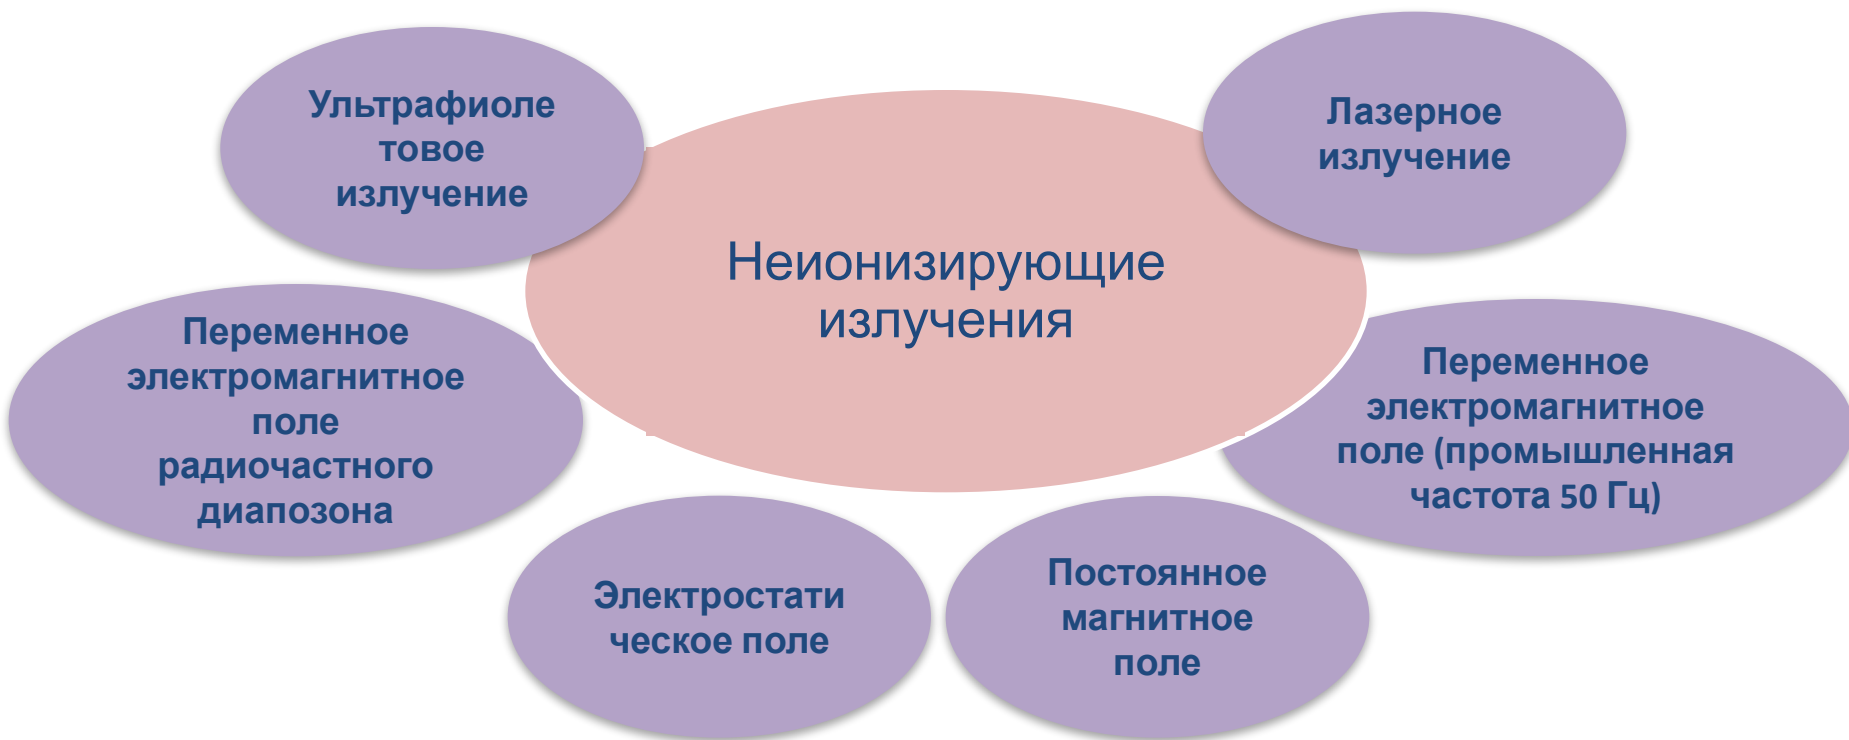 Ультрафиоле
товое
излучение
Лазерное
излучение
Неионизирующие
излучения
Переменное
электромагнитное
поле
радиочастного
диапозона
Переменное
электромагнитное
поле (промышленная
частота 50 Гц)
Электростати
ческое поле
Постоянное
магнитное
поле